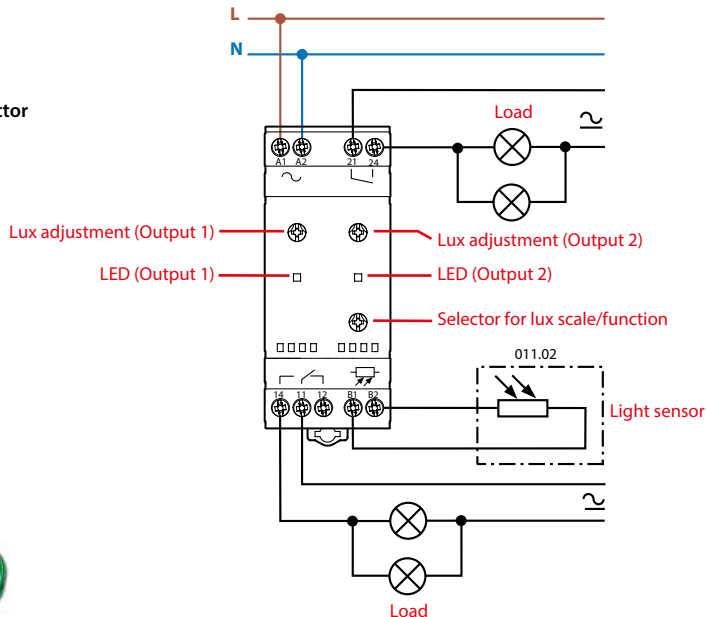 L
N
ctor
Load
A1 A2 21 24
Lux adjustment (Output 1)
Lux adjustment (Output 2)
LED (Output 1)
LED (Output 2)
Selector for lux scale/function
011.02
14 11 12 B1 B2
Light sensor
Load